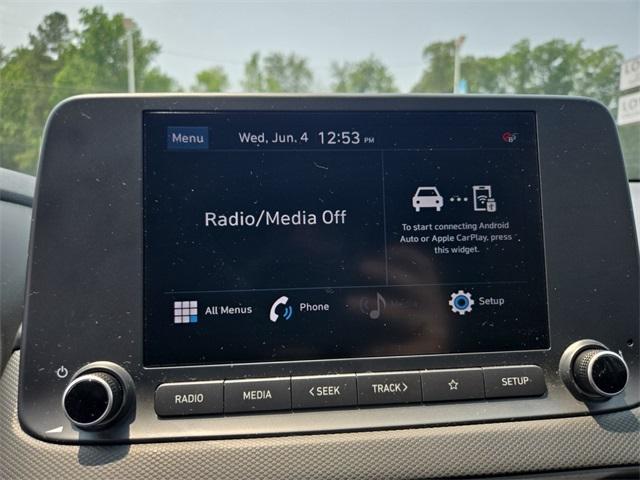 Menu Wed, Jun. 4 12:53 PM
Radio/Media Off
To start connecting Android
Auto or Apple CarPlay, press
this widget.
All Menus Phone Media Setup
RADIO MEDIA <SEEK TRACK> ☆ SETUP